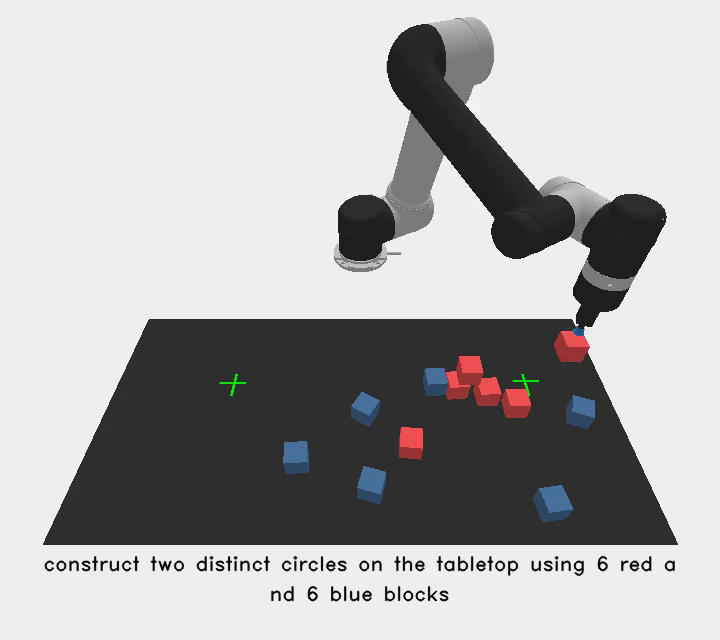 construct two distinct circles on the tabletop using 6 red a
nd 6 blue blocks